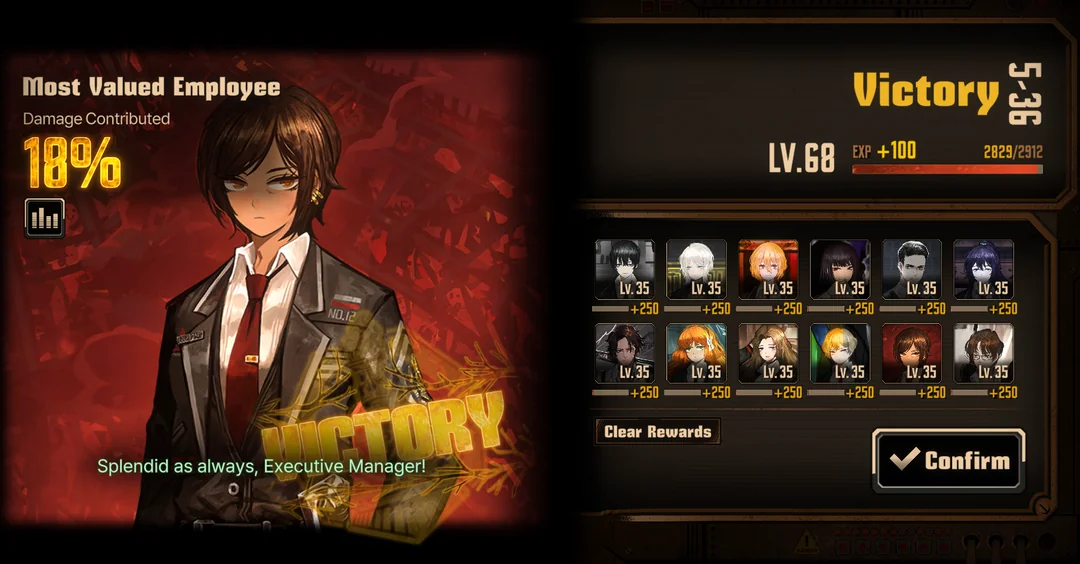 Most Valued Employee
Damage Contributed
18%
NO.12
VICTORY
Splendid as always, Executive Manager!
Victory
5-36
LV.68
EXP +100
2829/2912
Lv.35 Lv.35 Lv.35 Lv.35 Lv.35 Lv.35
+250 +250 +250 +250 +250 +250
Lv.35 Lv.35 Lv.35 Lv.35 Lv.35 Lv.35
+250 +250 +250 +250 +250 +250
Clear Rewards
Confirm